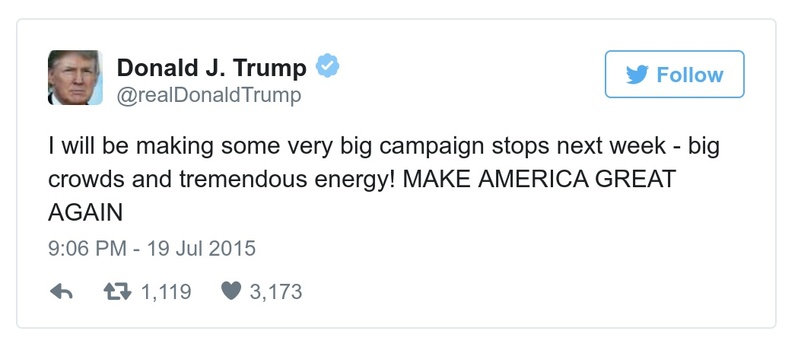 Donald J. Trump
@realDonaldTrump
Follow
I will be making some very big campaign stops next week - big
crowds and tremendous energy! MAKE AMERICA GREAT
AGAIN
9:06 PM - 19 Jul 2015
1,119 3,173